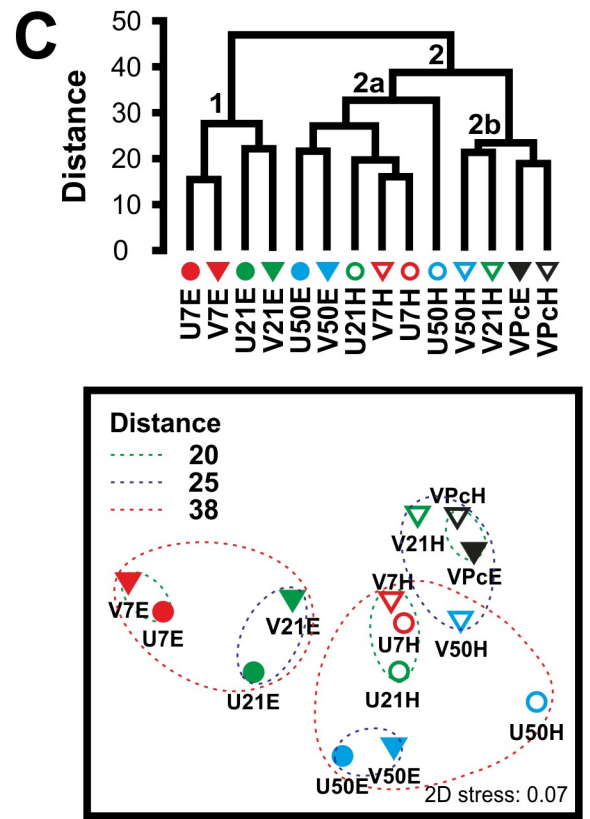 C
Distance
50
40
30
20
10
0
1
2
2a
2b
U7E
V7E
U21E
V21E
U50E
V50E
U21H
V7H
U7H
U50H
V50H
V21H
VPcE
VPcH
Distance
20
25
38
VPcH
V21H
VPcE
V7E
U7E
V7H
V21E
U7H
V50H
U21E
U21H
U50H
U50E
V50E
2D stress: 0.07